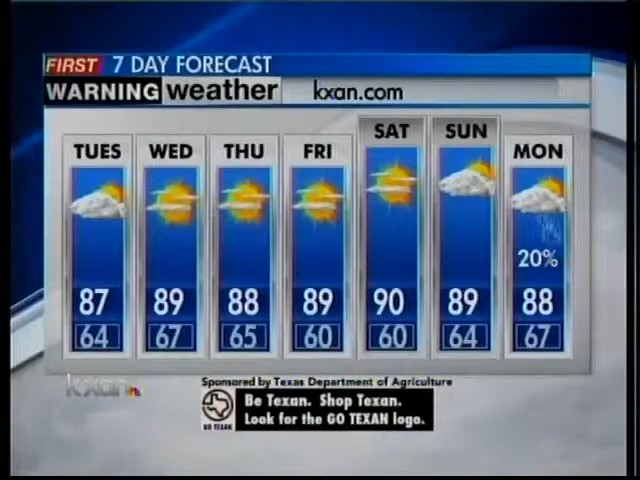 FIRST 7 DAY FORECAST
WARNING weather kxan.com
TUES WED THU FRI SAT SUN MON
20%
87 89 88 89 90 89 88
64 67 65 60 60 64 67
kxan
Sponsored by Texas Department of Agriculture
Be Texan. Shop Texan.
Look for the GO TEXAN logo.
GO TEXAN